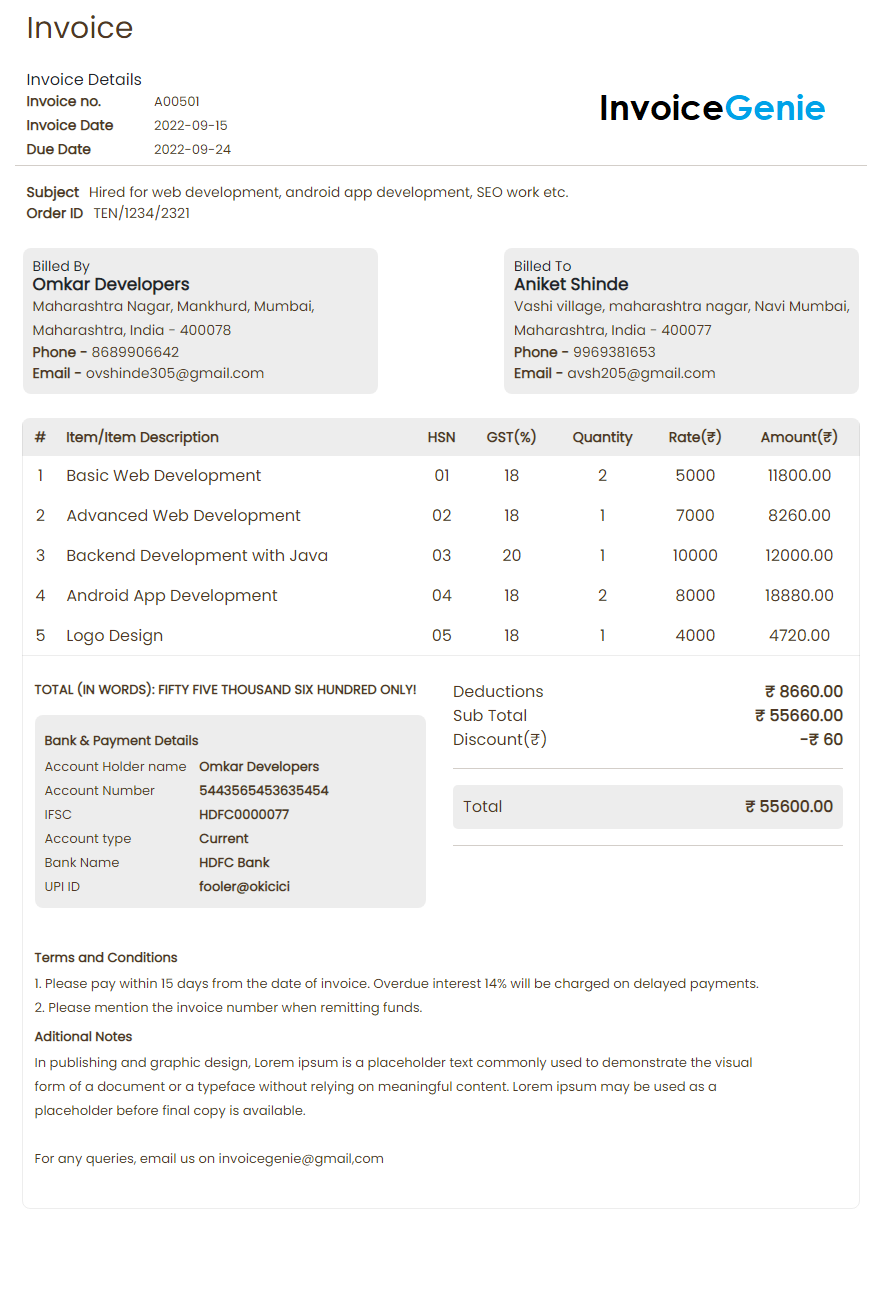 Invoice
Invoice Details
Invoice no. A00501
Invoice Date 2022-09-15
Due Date 2022-09-24
InvoiceGenie
Subject Hired for web development, android app development, SEO work etc.
Order ID TEN/1234/2321
Billed By
Omkar Developers
Maharashtra Nagar, Mankhurd, Mumbai,
Maharashtra, India - 400078
Phone - 8689906642
Email - ovshinde305@gmail.com
Billed To
Aniket Shinde
Vashi village, maharashtra nagar, Navi Mumbai,
Maharashtra, India - 400077
Phone - 9969381653
Email - avsh205@gmail.com
# Item/Item Description HSN GST(%) Quantity Rate(₹) Amount(₹)
1 Basic Web Development 01 18 2 5000 11800.00
2 Advanced Web Development 02 18 1 7000 8260.00
3 Backend Development with Java 03 20 1 10000 12000.00
4 Android App Development 04 18 2 8000 18880.00
5 Logo Design 05 18 1 4000 4720.00
TOTAL (IN WORDS): FIFTY FIVE THOUSAND SIX HUNDRED ONLY!
Bank & Payment Details
Account Holder name Omkar Developers
Account Number 5443565453635454
IFSC HDFC0000077
Account type Current
Bank Name HDFC Bank
UPI ID fooler@okicici
Deductions ₹ 8660.00
Sub Total ₹ 55660.00
Discount(₹) -₹ 60
Total ₹ 55600.00
Terms and Conditions
1. Please pay within 15 days from the date of invoice. Overdue interest 14% will be charged on delayed payments.
2. Please mention the invoice number when remitting funds.
Aditional Notes
In publishing and graphic design, Lorem ipsum is a placeholder text commonly used to demonstrate the visual
form of a document or a typeface without relying on meaningful content. Lorem ipsum may be used as a
placeholder before final copy is available.
For any queries, email us on invoicegenie@gmail,com